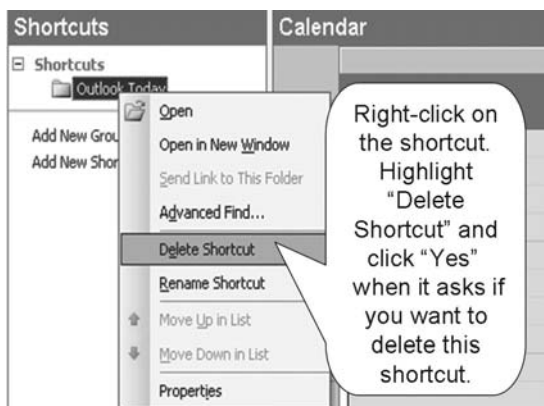 Shortcuts
Calendar
Shortcuts
Outlook Today
Open
Open in New Window
Send Link to This Folder
Advanced Find...
Delete Shortcut
Rename Shortcut
Move Up in List
Move Down in List
Properties
Add New Grou
Add New Shor
Right-click on
the shortcut.
Highlight
“Delete
Shortcut” and
click “Yes”
when it asks if
you want to
delete this
shortcut.